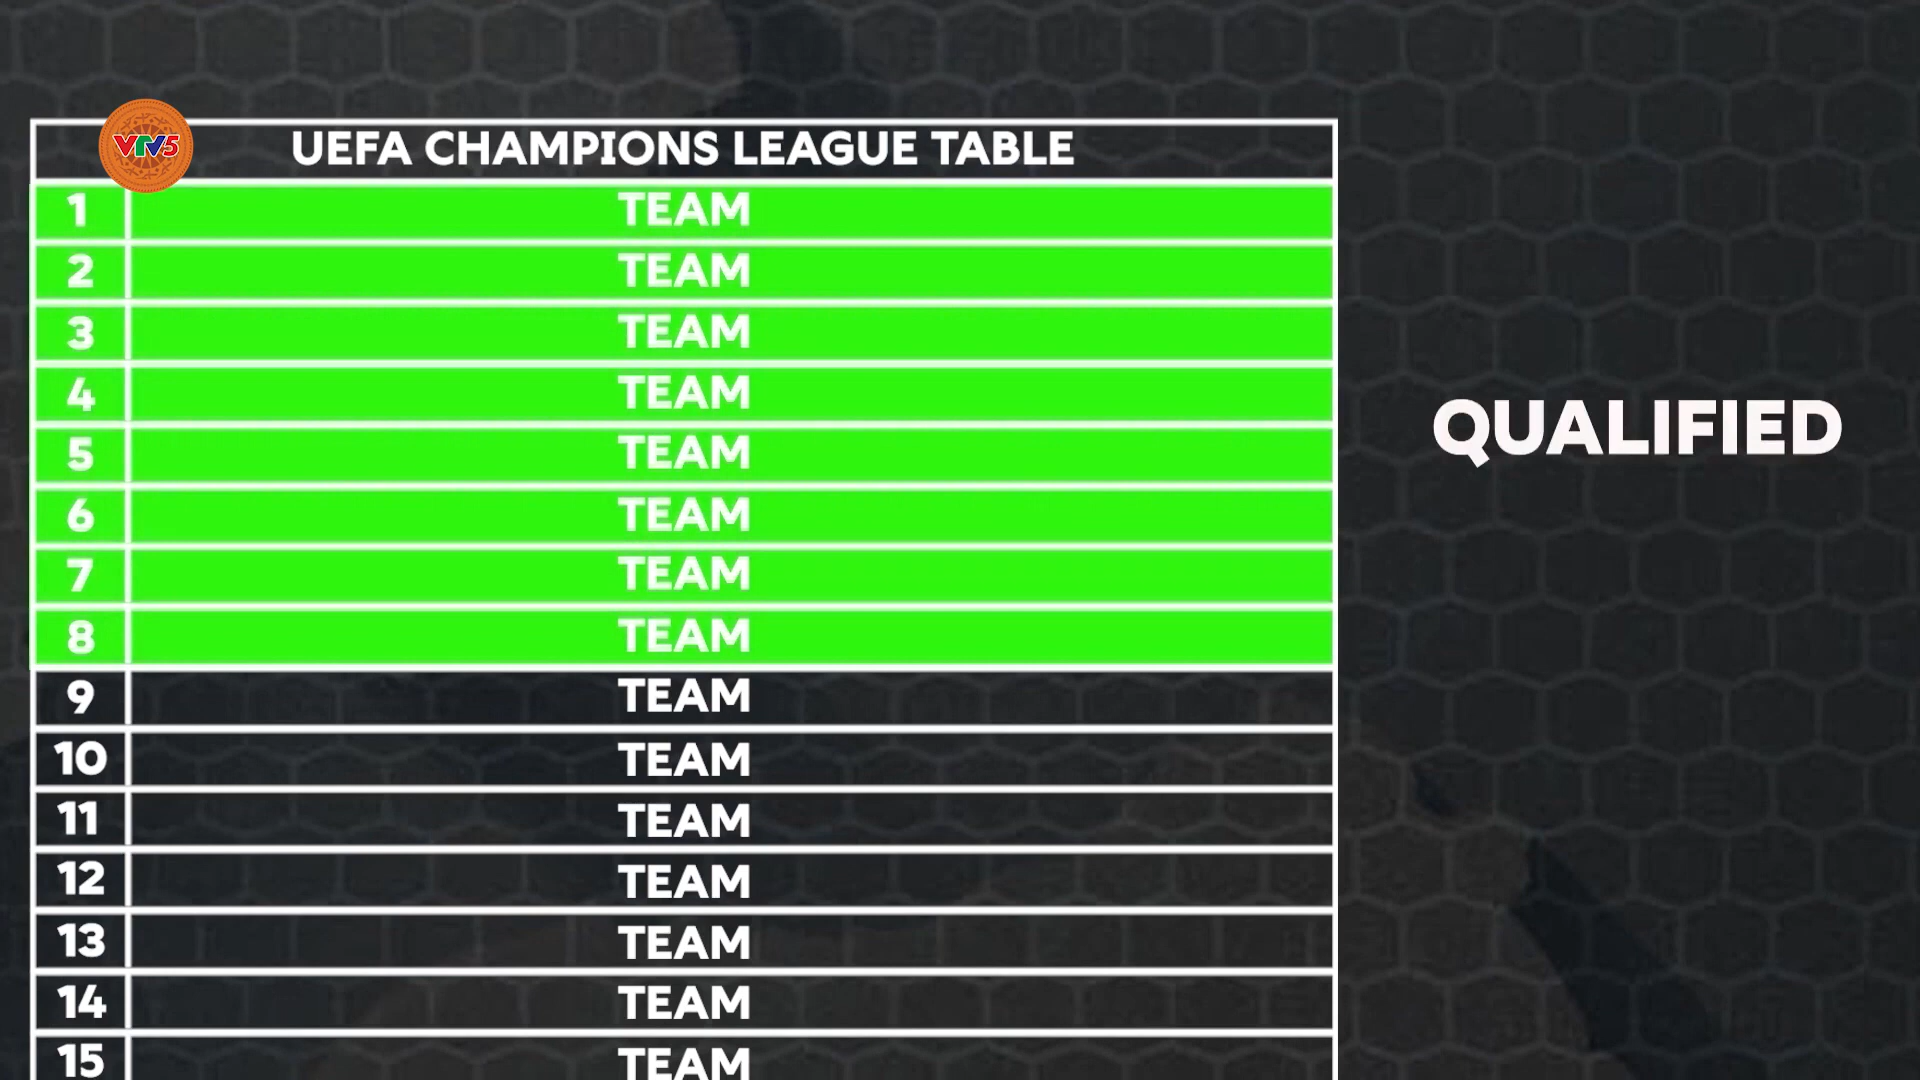 VTV5
UEFA CHAMPIONS LEAGUE TABLE
1 TEAM
2 TEAM
3 TEAM
4 TEAM
QUALIFIED
5 TEAM
6 TEAM
7 TEAM
8 TEAM
9 TEAM
10 TEAM
11 TEAM
12 TEAM
13 TEAM
14 TEAM
15 TEAM